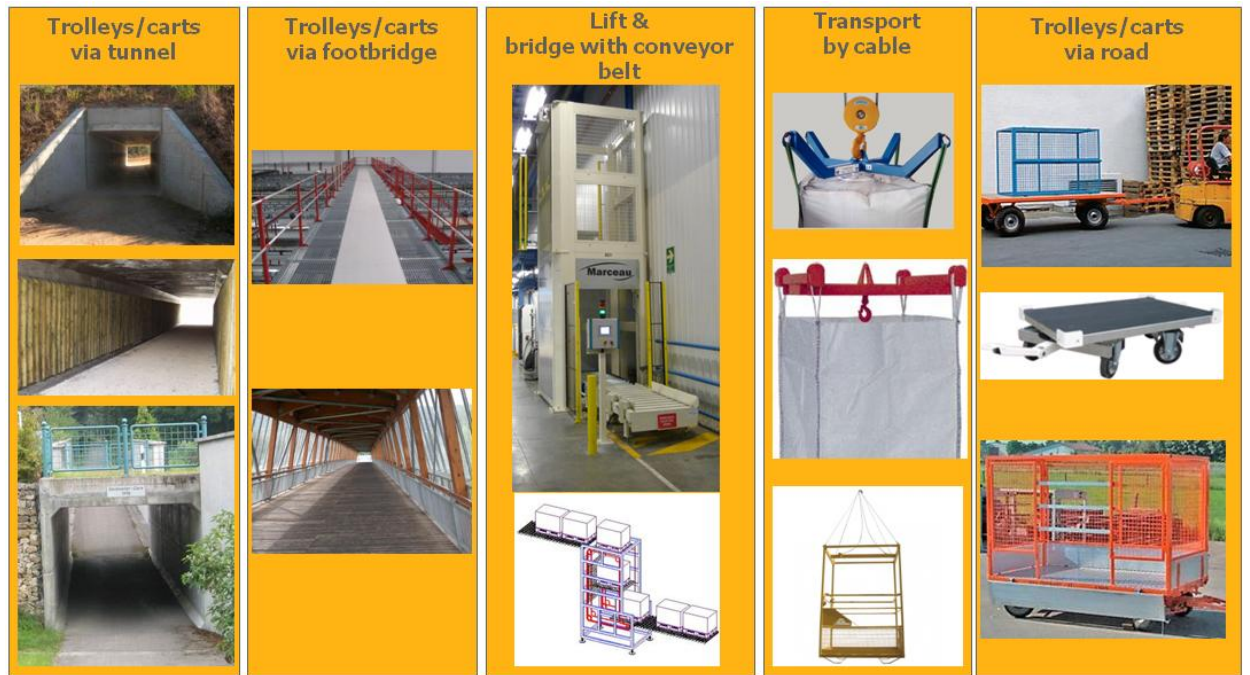 Trolleys/carts
via tunnel
Trolleys/carts
via footbridge
Lift &
bridge with conveyor
belt
Marceau
Transport
by cable
Trolleys/carts
via road